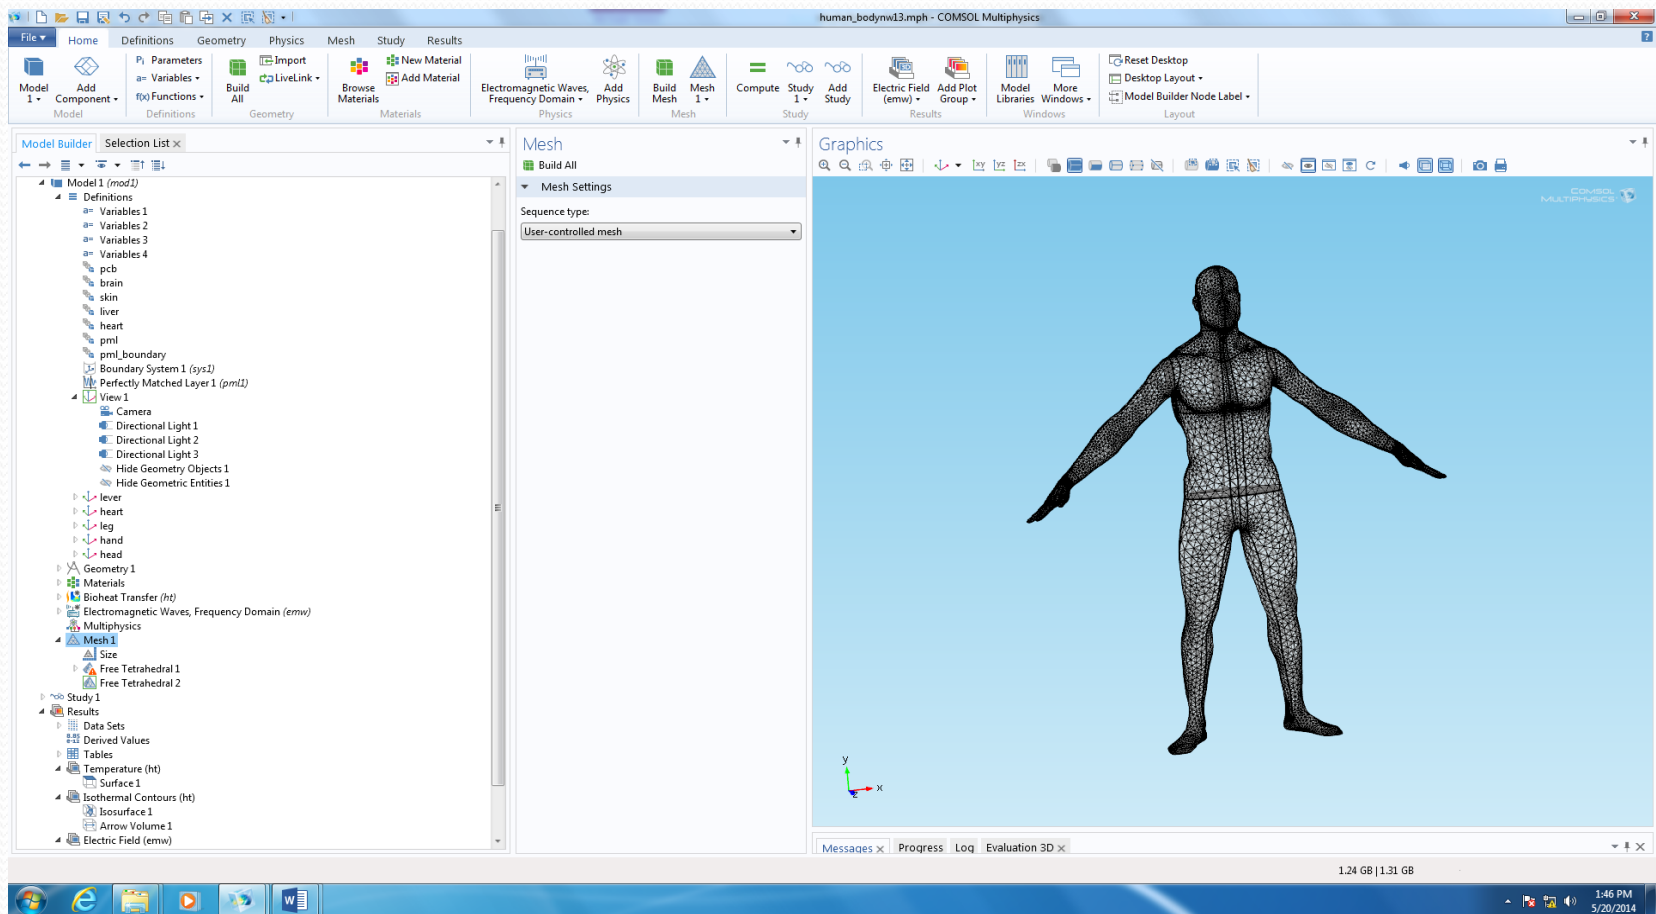 human_bodynw13.mph - COMSOL Multiphysics
File Home Definitions Geometry Physics Mesh Study Results
Model 1
Add Component
Model
Pi Parameters
a= Variables
f(x) Functions
Definitions
Build All
Import
LiveLink
Geometry
Browse Materials
New Material
Add Material
Materials
Electromagnetic Waves, Frequency Domain
Add Physics
Physics
Build Mesh
Mesh 1
Mesh
Compute
Study 1
Add Study
Study
Electric Field (emw)
Add Plot Group
Results
Model Libraries
More Windows
Windows
Reset Desktop
Desktop Layout
Model Builder Node Label
Layout
Model Builder Selection List
Model 1 (mod1)
Definitions
a= Variables 1
a= Variables 2
a= Variables 3
a= Variables 4
pcb
brain
skin
liver
heart
pml
pml_boundary
Boundary System 1 (sys1)
Perfectly Matched Layer 1 (pml1)
View 1
Camera
Directional Light 1
Directional Light 2
Directional Light 3
Hide Geometry Objects 1
Hide Geometric Entities 1
lever
heart
leg
hand
head
Geometry 1
Materials
Bioheat Transfer (ht)
Electromagnetic Waves, Frequency Domain (emw)
Multiphysics
Mesh 1
Size
Free Tetrahedral 1
Free Tetrahedral 2
Study 1
Results
Data Sets
Derived Values
Tables
Temperature (ht)
Surface 1
Isothermal Contours (ht)
Isosurface 1
Arrow Volume 1
Electric Field (emw)
Mesh
Build All
Mesh Settings
Sequence type:
User-controlled mesh
Graphics
xy yz zx
COMSOL
MULTIPHYSICS
y
x
z
Messages Progress Log Evaluation 3D
1.24 GB | 1.31 GB
1:46 PM
5/20/2014